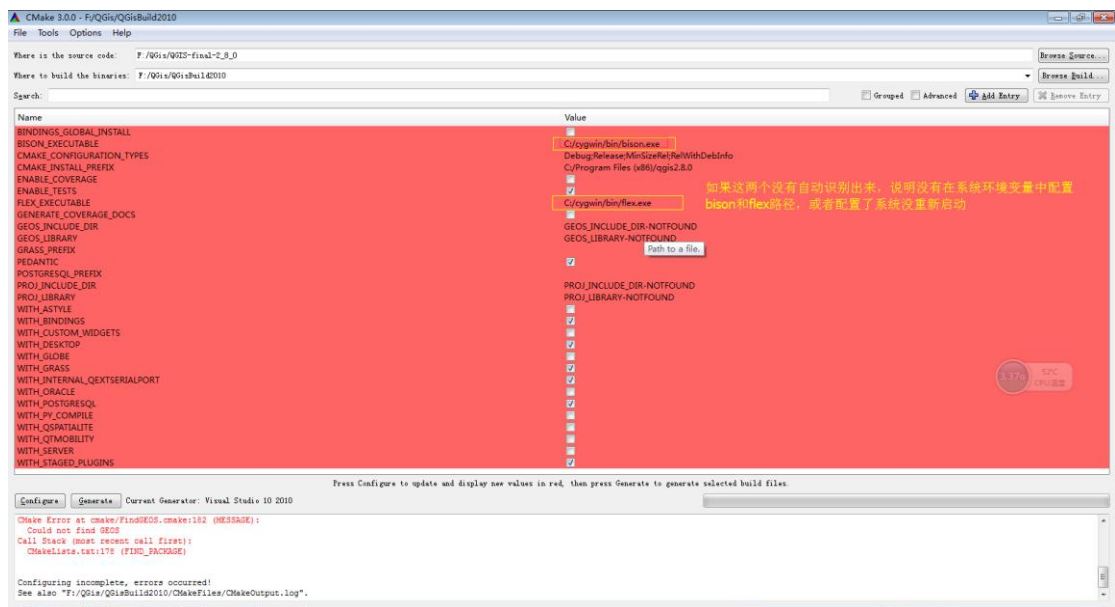 CMake 3.0.0 - F:/QGis/QGisBuild2010
File Tools Options Help
Where is the source code: F:/QGis/QGIS-final-2_8_0 Browse Source...
Where to build the binaries: F:/QGis/QGisBuild2010 Browse Build...
Search: Grouped Advanced Add Entry Remove Entry
Name Value
BINDINGS_GLOBAL_INSTALL
BISON_EXECUTABLE C:/cygwin/bin/bison.exe
CMAKE_CONFIGURATION_TYPES Debug;Release;MinSizeRel;RelWithDebInfo
CMAKE_INSTALL_PREFIX C:/Program Files (x86)/qgis2.8.0
ENABLE_COVERAGE
ENABLE_TESTS
如果这两个没有自动识别出来，说明没有在系统环境变量中配置
FLEX_EXECUTABLE C:/cygwin/bin/flex.exe
bison和flex路径，或者配置了系统没重新启动
GENERATE_COVERAGE_DOCS
GEOS_INCLUDE_DIR GEOS_INCLUDE_DIR-NOTFOUND
GEOS_LIBRARY GEOS_LIBRARY-NOTFOUND
GRASS_PREFIX
Path to a file.
PEDANTIC
POSTGRESQL_PREFIX
PROJ_INCLUDE_DIR PROJ_INCLUDE_DIR-NOTFOUND
PROJ_LIBRARY PROJ_LIBRARY-NOTFOUND
WITH_ASTYLE
WITH_BINDINGS
WITH_CUSTOM_WIDGETS
WITH_DESKTOP
WITH_GLOBE
WITH_GRASS
WITH_INTERNAL_QEXTSERIALPORT
WITH_ORACLE
WITH_POSTGRESQL
WITH_PY_COMPILE
WITH_QSPATIALITE
WITH_QTMOBILITY
WITH_SERVER
WITH_STAGED_PLUGINS
52℃
CPU温度
Press Configure to update and display new values in red, then press Generate to generate selected build files.
Configure Generate Current Generator: Visual Studio 10 2010
CMake Error at cmake/FindGEOS.cmake:182 (MESSAGE):
Could not find GEOS
Call Stack (most recent call first):
CMakeLists.txt:178 (FIND_PACKAGE)
Configuring incomplete, errors occurred!
See also "F:/QGis/QGisBuild2010/CMakeFiles/CMakeOutput.log".